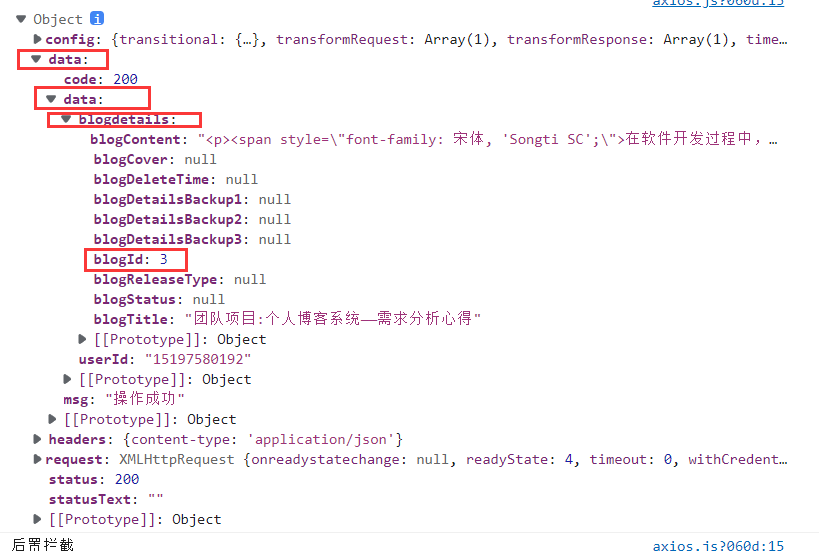 axios.js?060d:15
▼ Object i
▶config: {transitional: {…}, transformRequest: Array(1), transformResponse: Array(1), time…
▼ data:
code: 200
▼ data:
▼ blogdetails:
blogContent: "<p><span style=\"font-family: 宋体, 'Songti SC';\">在软件开发过程中，…
blogCover: null
blogDeleteTime: null
blogDetailsBackup1: null
blogDetailsBackup2: null
blogDetailsBackup3: null
blogId: 3
blogReleaseType: null
blogStatus: null
blogTitle: "团队项目:个人博客系统——需求分析心得"
▶ [[Prototype]]: Object
userId: "15197580192"
▶ [[Prototype]]: Object
msg: "操作成功"
▶ [[Prototype]]: Object
▶ headers: {content-type: 'application/json'}
▶ request: XMLHttpRequest {onreadystatechange: null, readyState: 4, timeout: 0, withCredent…
status: 200
statusText: ""
▶ [[Prototype]]: Object
后置拦截 axios.js?060d:15